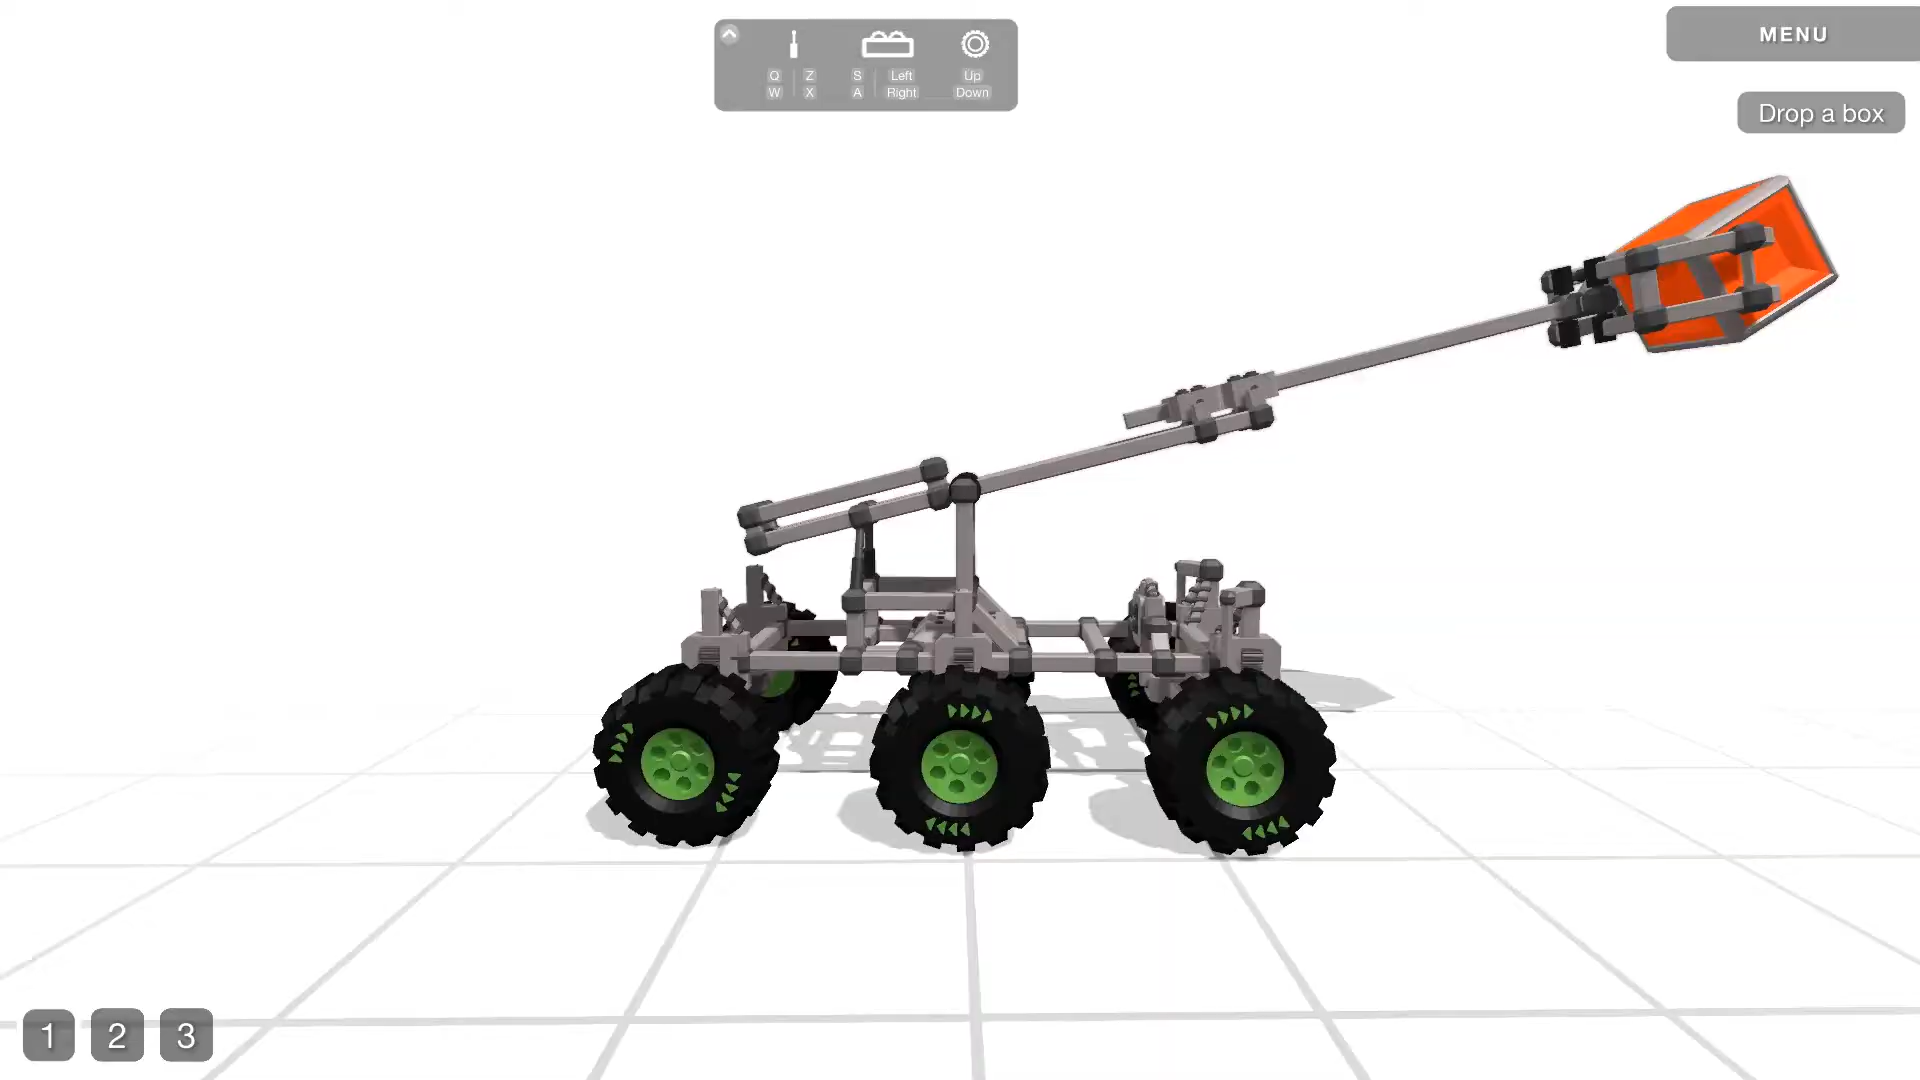 MENU
Q Z S Left Up
W X A Right Down
Drop a box
1 2 3